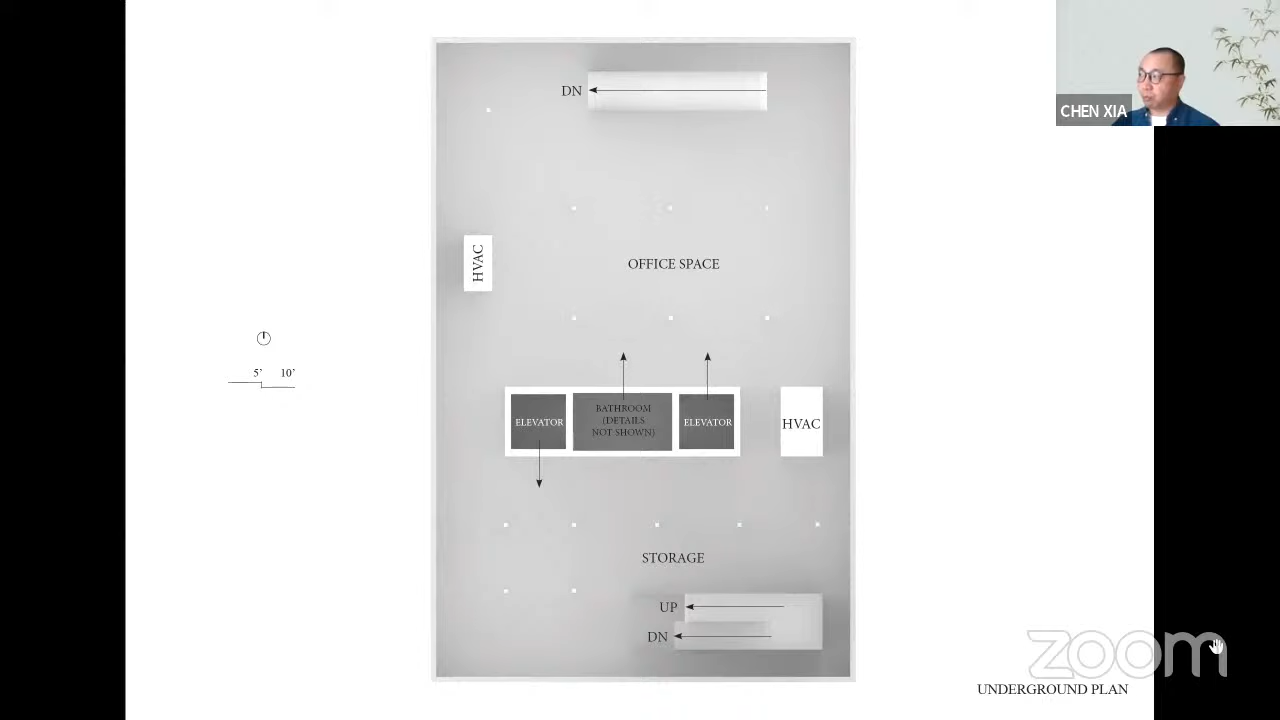 CHEN XIA
DN
HVAC
OFFICE SPACE
5' 10'
ELEVATOR
BATHROOM
(DETAILS
NOT SHOWN)
ELEVATOR
HVAC
STORAGE
UP
DN
zoom
UNDERGROUND PLAN